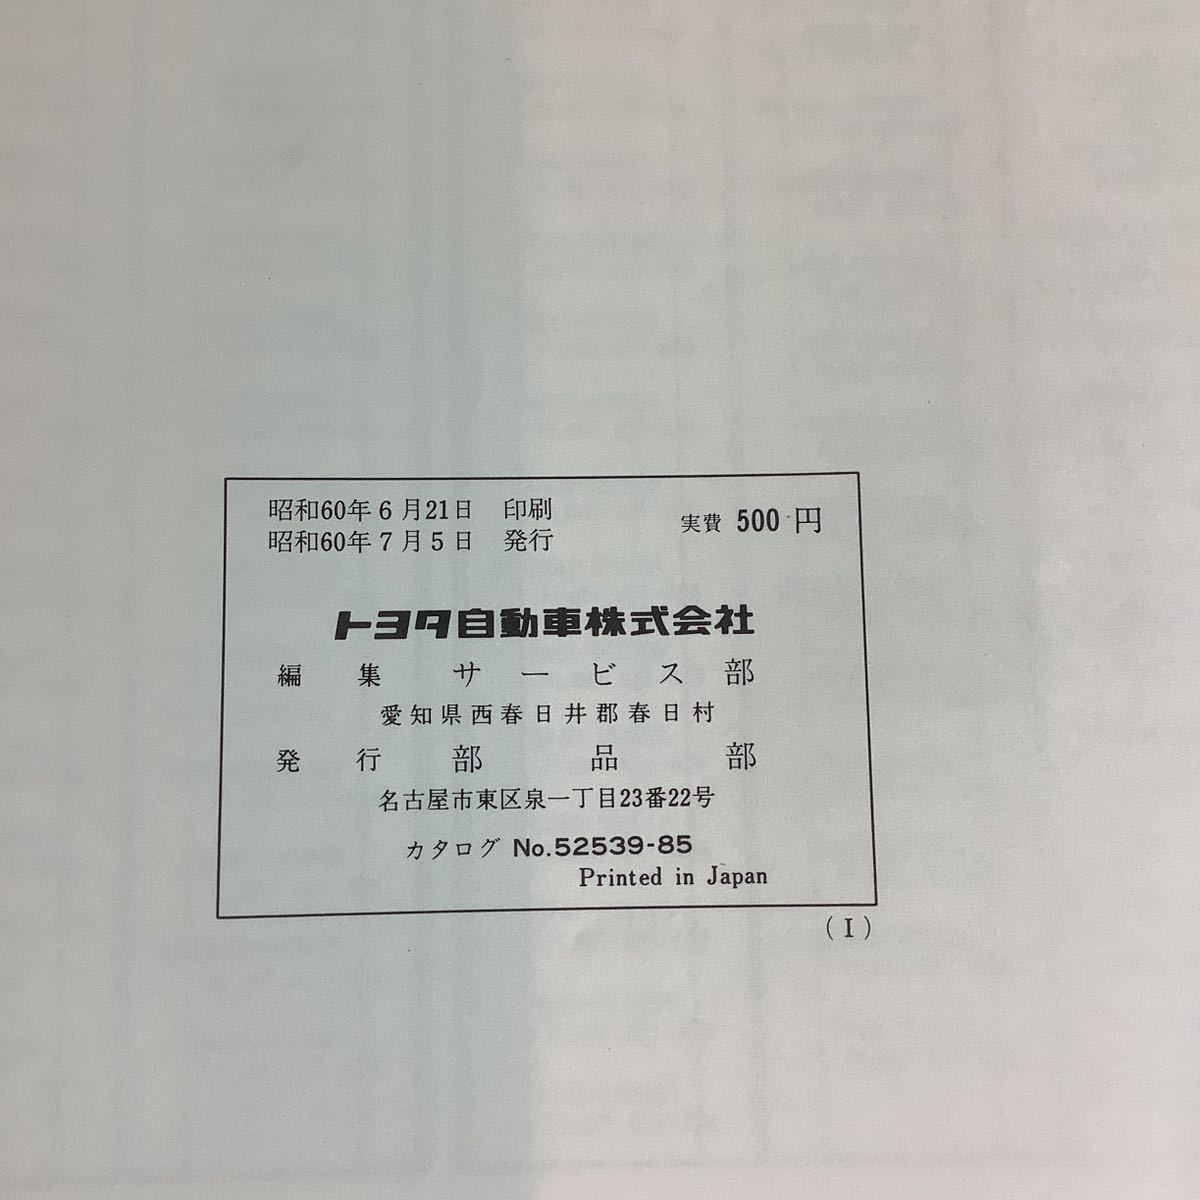 昭和60年6月21日 印刷
昭和60年7月5日 発行
実費 500円
トヨタ自動車株式会社
編集 サービス部
愛知県西春日井郡春日村
発行 部品部
名古屋市東区泉一丁目23番22号
カタログ No.52539-85
Printed in Japan
(I)